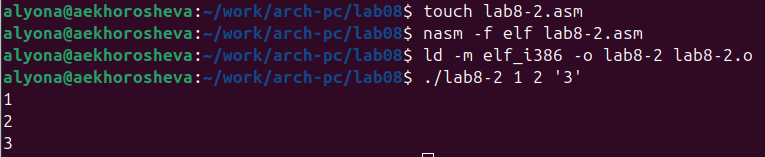 alyona@aekhorosheva:~/work/arch-pc/lab08$ touch lab8-2.asm
alyona@aekhorosheva:~/work/arch-pc/lab08$ nasm -f elf lab8-2.asm
alyona@aekhorosheva:~/work/arch-pc/lab08$ ld -m elf_i386 -o lab8-2 lab8-2.o
alyona@aekhorosheva:~/work/arch-pc/lab08$ ./lab8-2 1 2 '3'
1
2
3